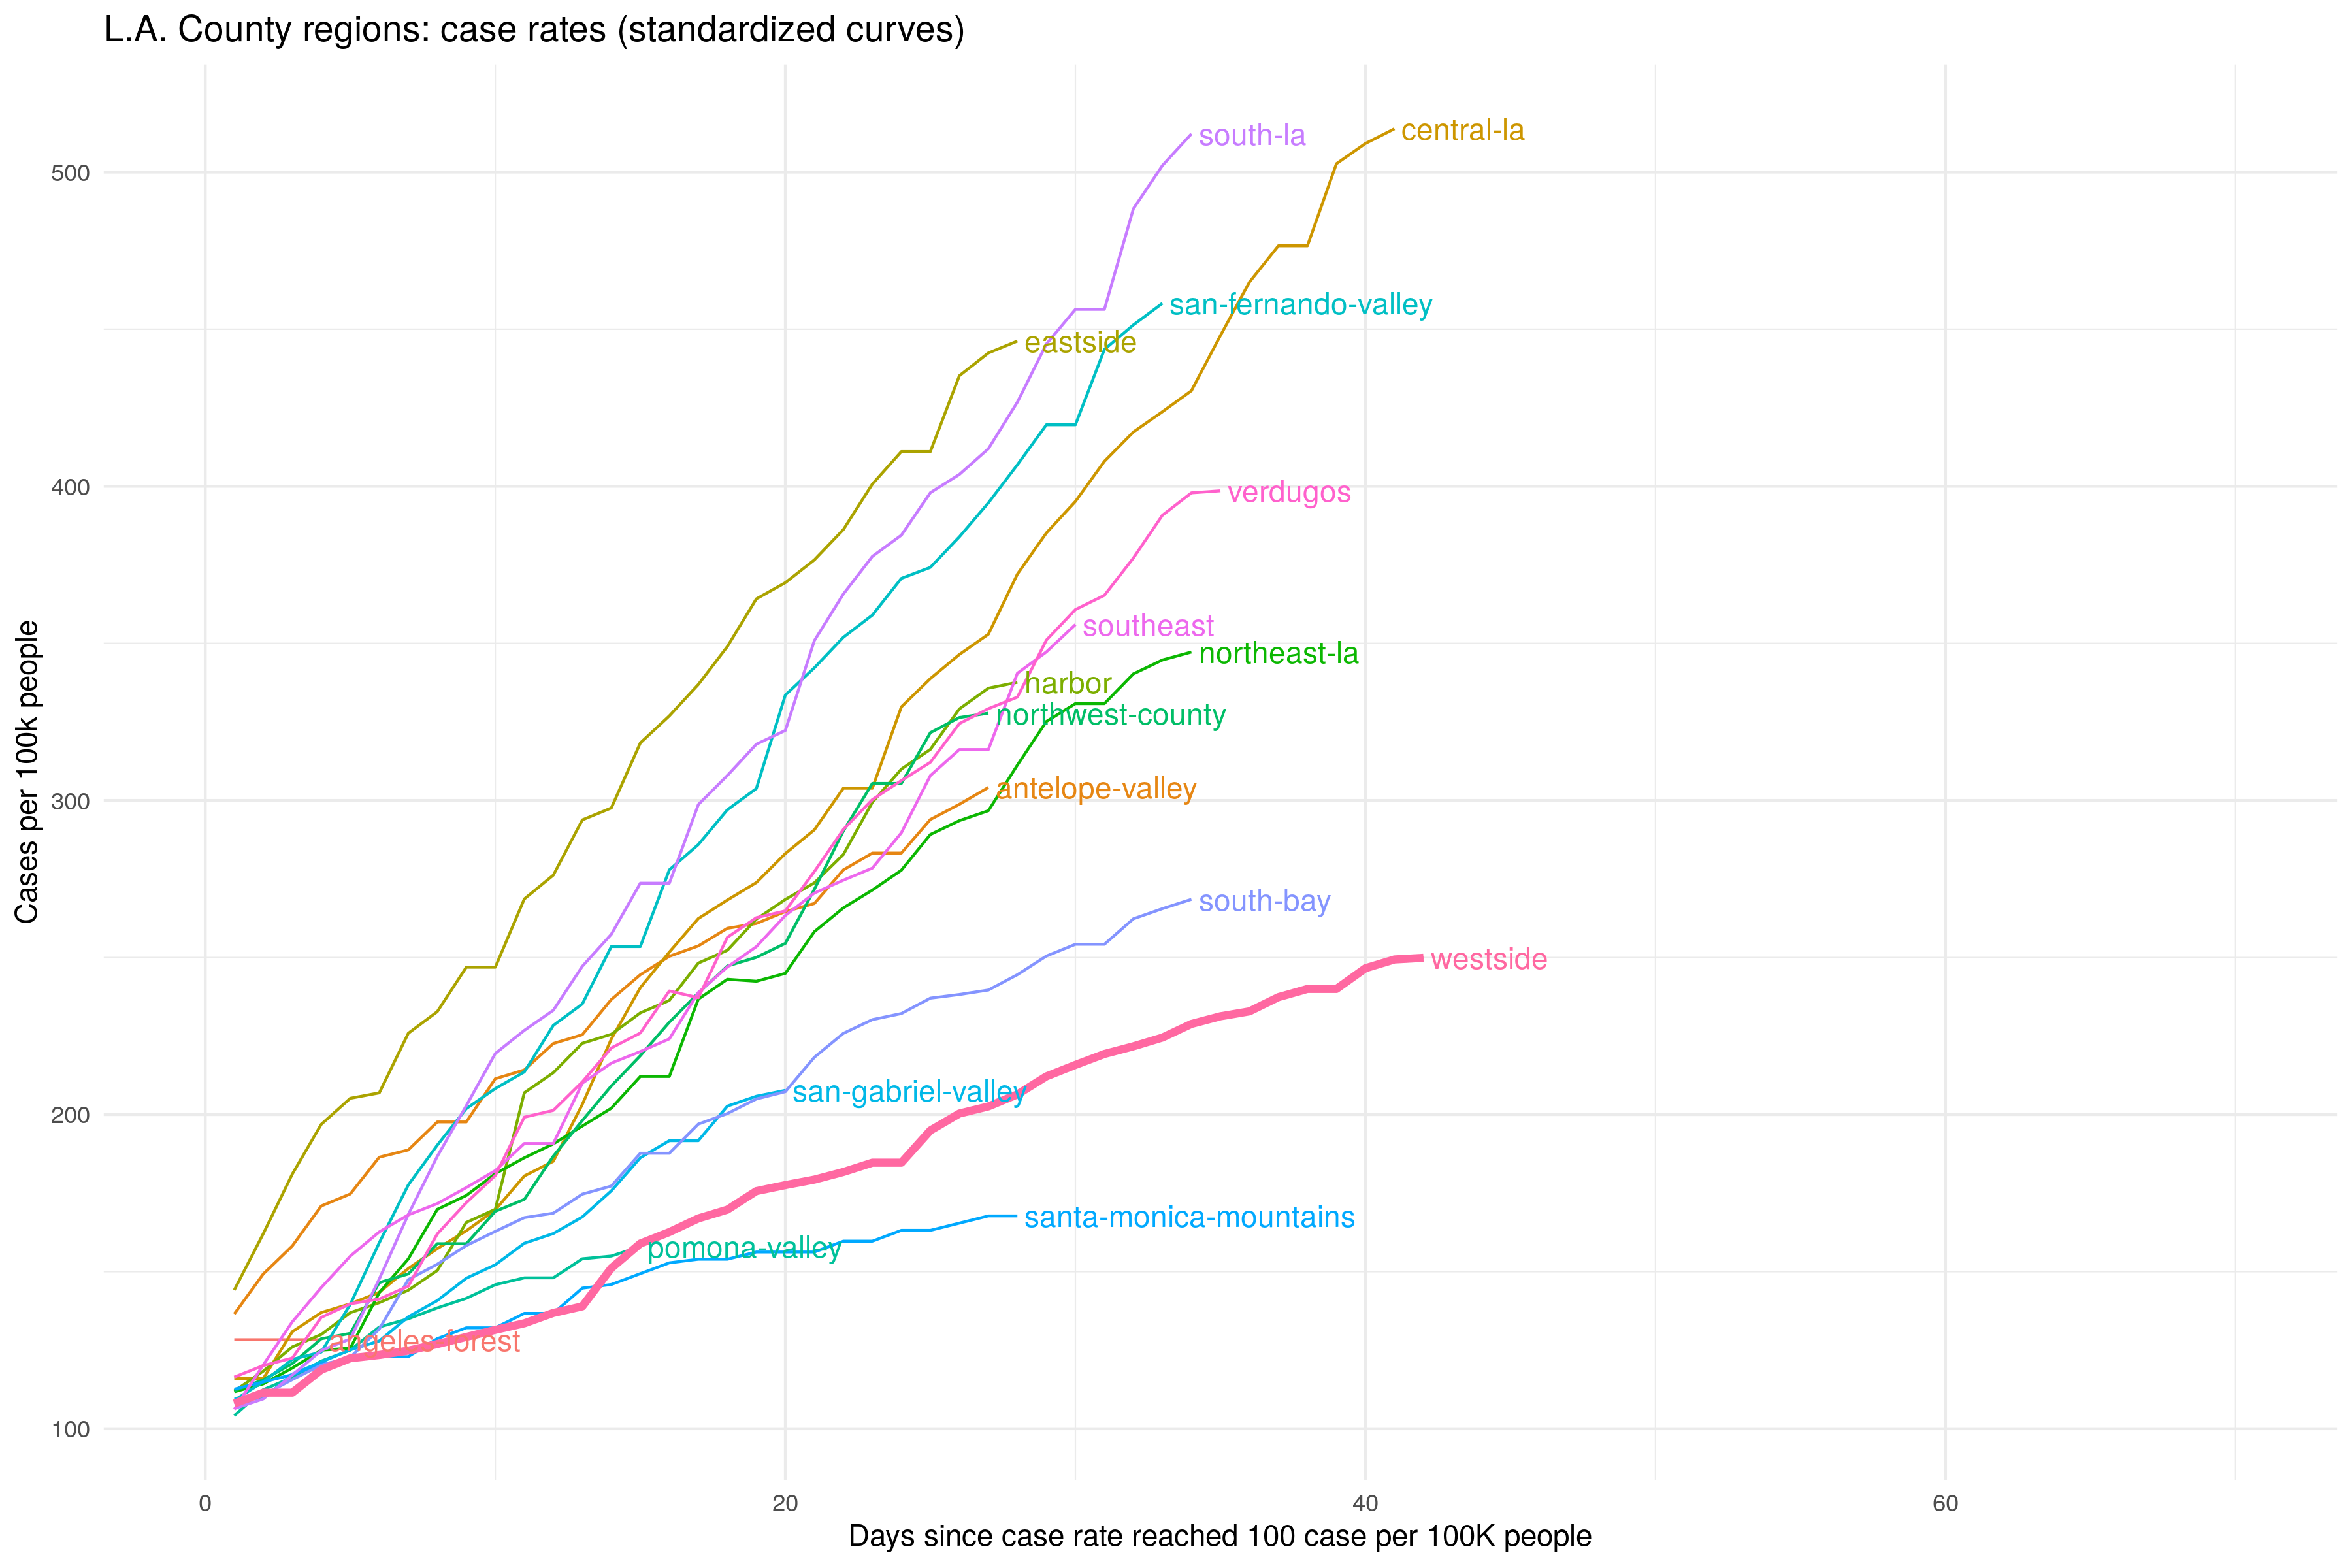 L.A. County regions: case rates (standardized curves)
south-la
central-la
500
san-fernando-valley
eastside
400
verdugos
southeast
northeast-la
harbor
northwest-county
antelope-valley
300
south-bay
westside
san-gabriel-valley
200
santa-monica-mountains
pomona-valley
angeles-forest
100
Cases per 100k people
0
20
40
60
Days since case rate reached 100 case per 100K people